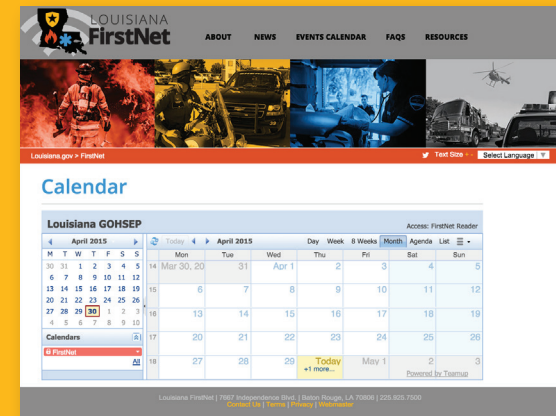 LOUISIANA
FirstNet
ABOUT NEWS EVENTS CALENDAR FAQS RESOURCES
Louisiana.gov > FirstNet
Text Size + - Select Language ▼
Calendar
Louisiana GOHSEP
Access: FirstNet Reader
April 2015
Today April 2015 Day Week 8 Weeks Month Agenda List
M T W T F S S
30 31 1 2 3 4 5
6 7 8 9 10 11 12
13 14 15 16 17 18 19
20 21 22 23 24 25 26
27 28 29 30 1 2 3
4 5 6 7 8 9 10
Calendars
FirstNet
All
Mon Tue Wed Thu Fri Sat Sun
14 Mar 30, 20 31 Apr 1 2 3 4 5
15 6 7 8 9 10 11 12
16 13 14 15 16 17 18 19
17 20 21 22 23 24 25 26
18 27 28 29 Today May 1 2 3
+1 more...
Powered by Teamup
Louisiana FirstNet | 7667 Independence Blvd. | Baton Rouge, LA 70806 | 225.925.7500
Contact Us | Terms | Privacy | Webmaster